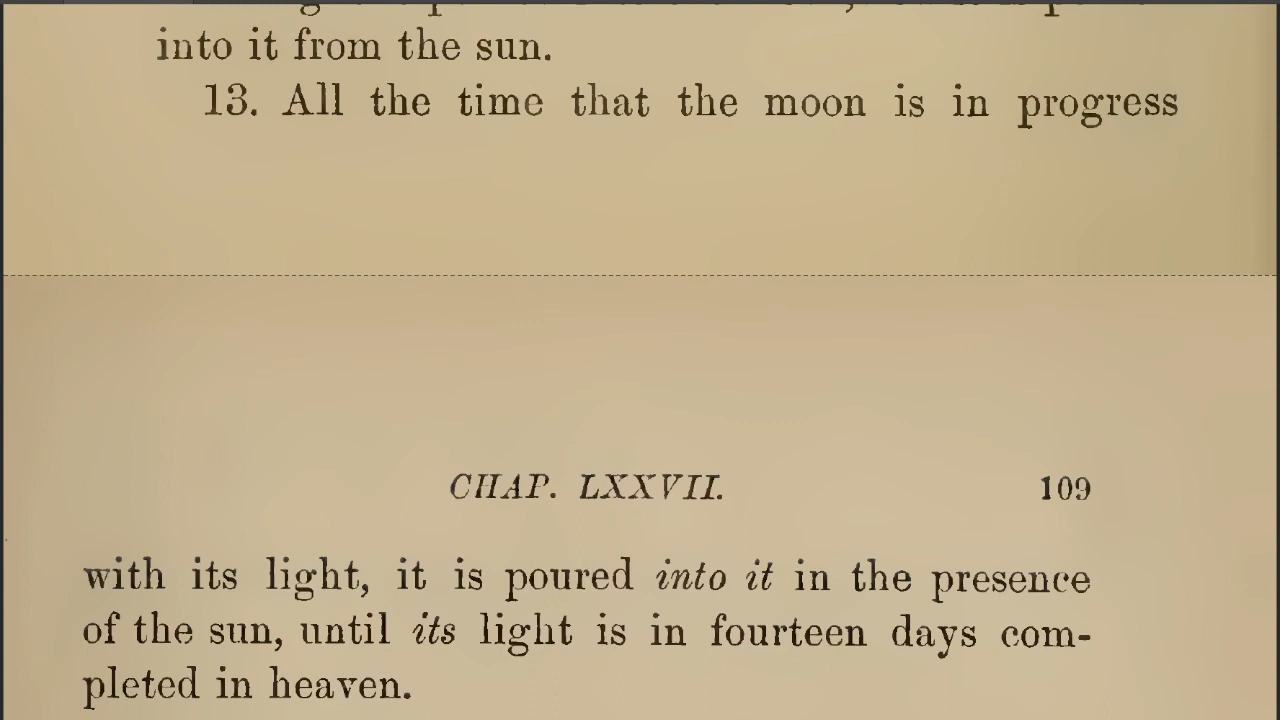 into it from the sun.
13. All the time that the moon is in progress
CHAP. LXXVII. 109
with its light, it is poured into it in the presence
of the sun, until its light is in fourteen days com-
pleted in heaven.